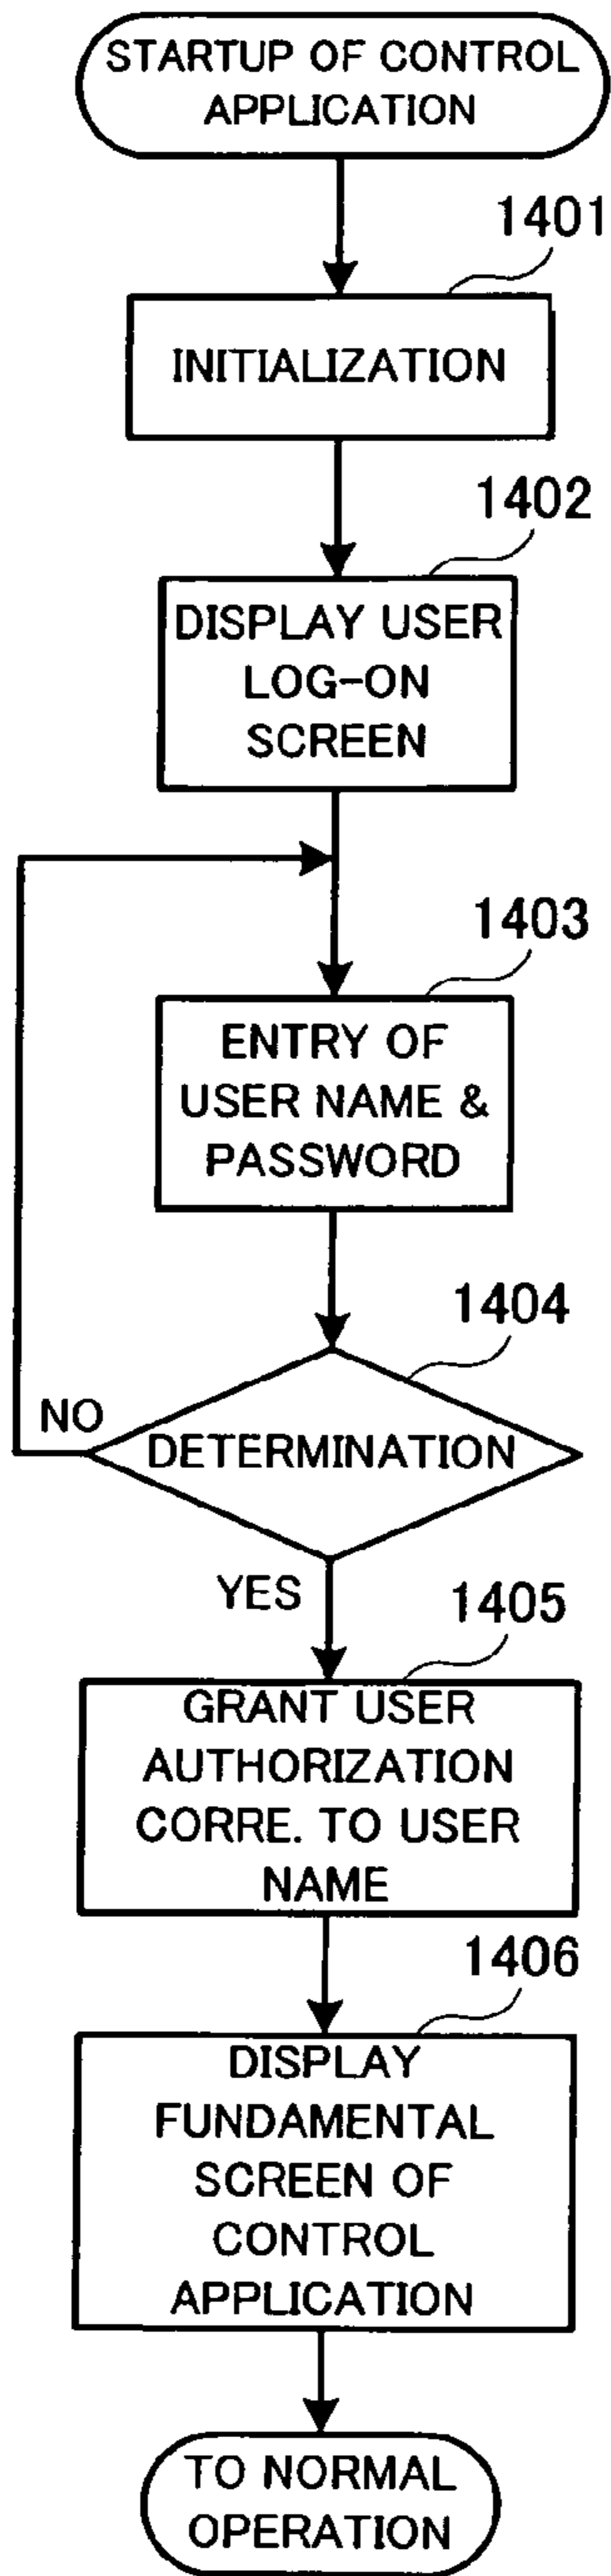 STARTUP OF CONTROL
APPLICATION
1401
INITIALIZATION
1402
DISPLAY USER
LOG-ON
SCREEN
1403
ENTRY OF
USER NAME &
PASSWORD
1404
NO
DETERMINATION
YES
1405
GRANT USER
AUTHORIZATION
CORRE. TO USER
NAME
1406
DISPLAY
FUNDAMENTAL
SCREEN OF
CONTROL
APPLICATION
TO NORMAL
OPERATION